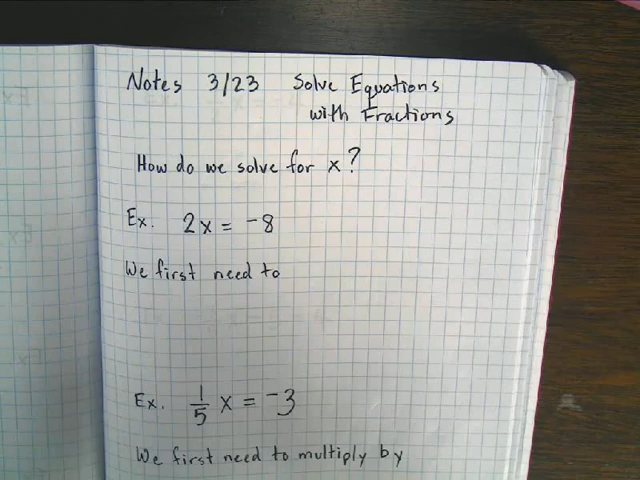 Notes 3/23 Solve Equations
with Fractions
How do we solve for x?
Ex. 2x = -8
We first need to
Ex. 1/5 x = -3
We first need to multiply by